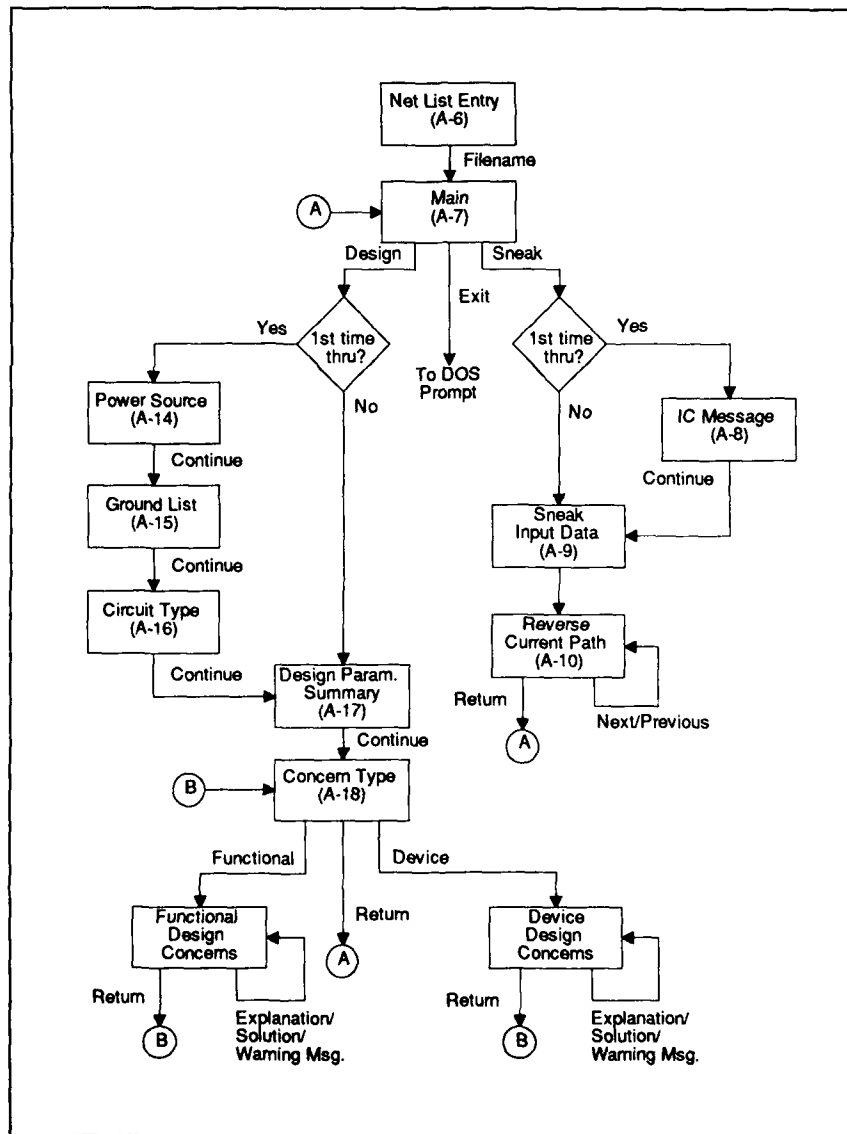 Net List Entry
(A-6)
Filename
Main
(A-7)
A
Design
Sneak
Exit
Yes
1st time
thru?
No
To DOS
Prompt
1st time
thru?
Yes
No
Power Source
(A-14)
Continue
IC Message
(A-8)
Continue
Ground List
(A-15)
Continue
Sneak
Input Data
(A-9)
Circuit Type
(A-16)
Continue
Reverse
Current Path
(A-10)
Return
Next/Previous
A
Design Param.
Summary
(A-17)
Continue
B
Concern Type
(A-18)
Functional
Return
Device
A
Functional
Design
Concerns
Return
B
Explanation/
Solution/
Warning Msg.
Device
Design
Concerns
Return
B
Explanation/
Solution/
Warning Msg.